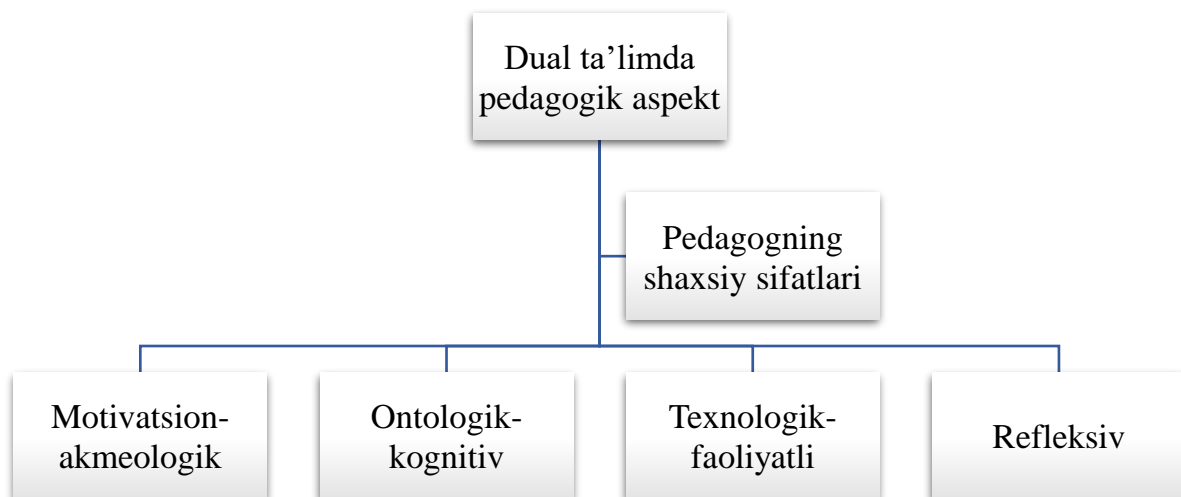 Dual ta’limda
pedagogik aspekt
Pedagogning
shaxsiy sifatlari
Motivatsion-
akmeologik
Ontologik-
kognitiv
Texnologik-
faoliyatli
Refleksiv